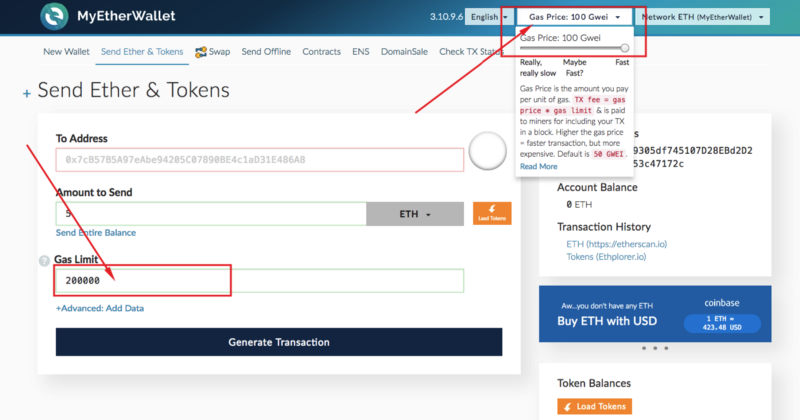 MyEtherWallet
3.10.9.6
English
Gas Price: 100 Gwei
Network ETH (MyEtherWallet)
New Wallet
Send Ether & Tokens
Swap
Send Offline
Contracts
ENS
DomainSale
Check TX Status
Gas Price: 100 Gwei
Really, really slow
Maybe Fast?
Fast
Gas Price is the amount you
pay per unit of gas. TX fee = gas
price * gas limit & is paid
to miners for including your TX
in a block. Higher the gas price
= faster transaction, but more
expensive. Default is 50 GWEI.
Read More
+ Send Ether & Tokens
To Address
0x7cB57B5A97eAbe94205C07890BE4c1aD31E486A8
Amount to Send
5
ETH
Load Tokens
Send Entire Balance
? Gas Limit
200000
+Advanced: Add Data
Generate Transaction
9305df745107D28EBd2D2
53c47172c
Account Balance
0 ETH
Transaction History
ETH (https://etherscan.io)
Tokens (Ethplorer.io)
Aw...you don't have any ETH
Buy ETH with USD
coinbase
1 ETH =
423.48 USD
Token Balances
Load Tokens